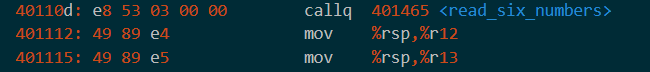 40110d: e8 53 03 00 00 callq 401465 <read_six_numbers>
401112: 49 89 e4 mov %rsp,%r12
401115: 49 89 e5 mov %rsp,%r13